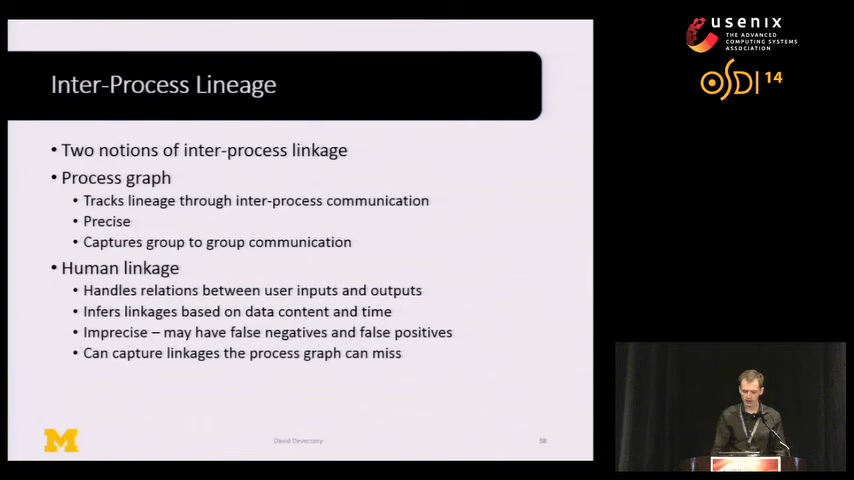 Inter-Process Lineage
• Two notions of inter-process linkage
• Process graph
• Tracks lineage through inter-process communication
• Precise
• Captures group to group communication
• Human linkage
• Handles relations between user inputs and outputs
• Infers linkages based on data content and time
• Imprecise – may have false negatives and false positives
• Can capture linkages the process graph can miss
M
David Devecsery
38
usenix
THE ADVANCED
COMPUTING SYSTEMS
ASSOCIATION
OSDI 14